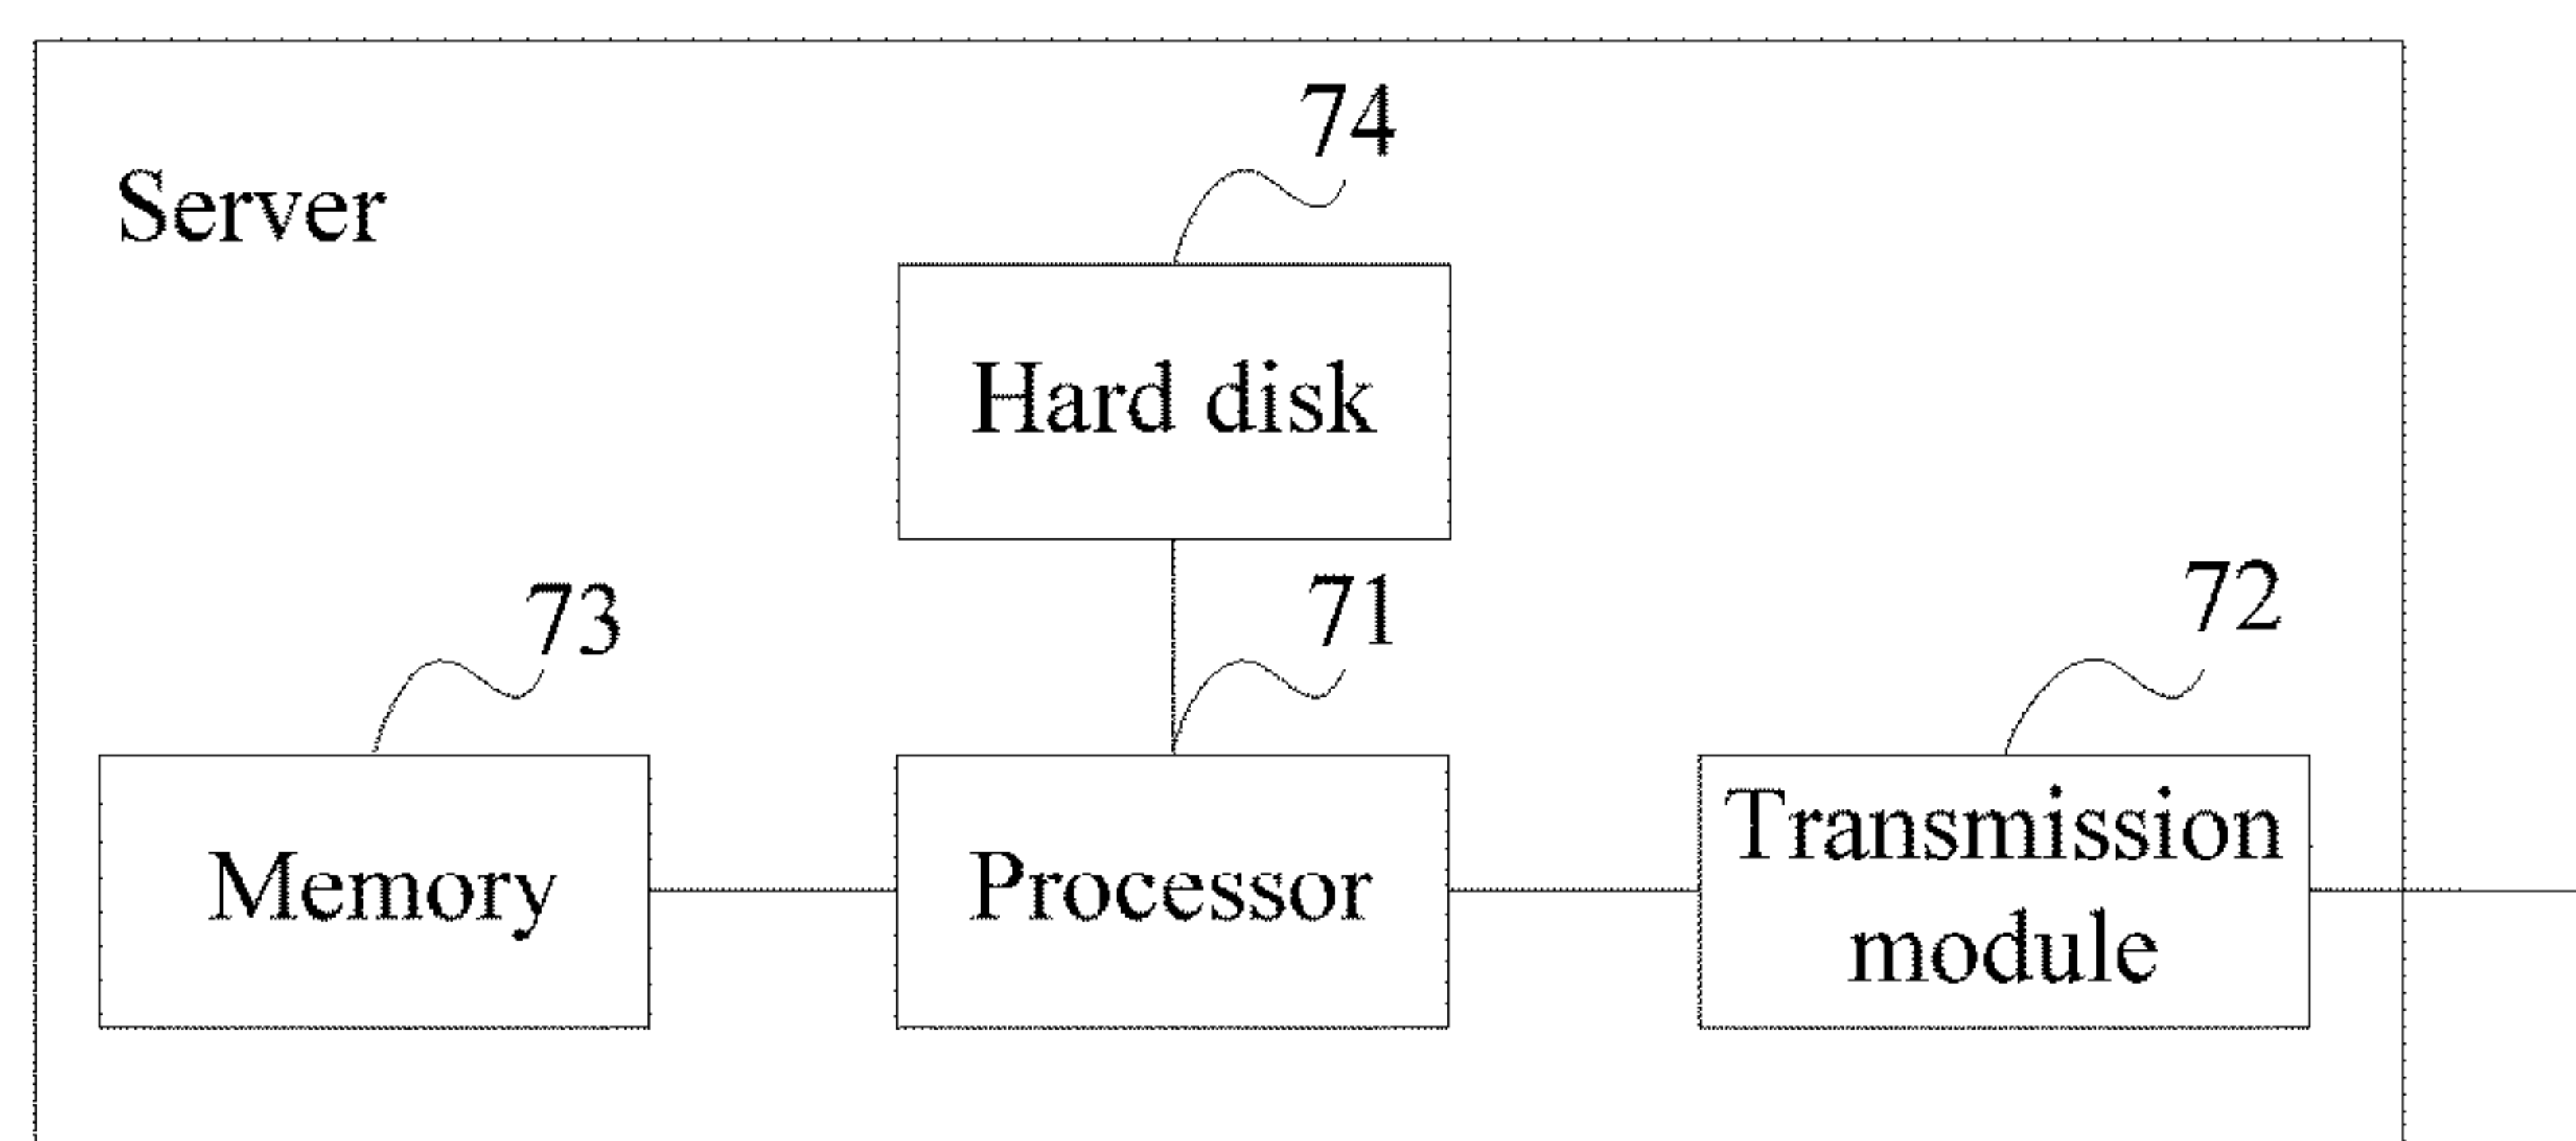 74
Server
Hard disk
73
71
72
Memory
Processor
Transmission
module